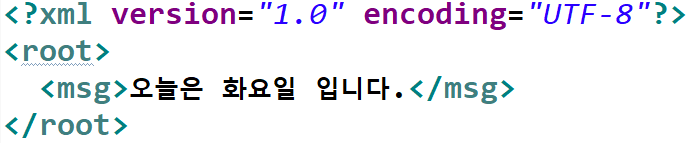 <?xml version="1.0" encoding="UTF-8"?>
<root>
  <msg>오늘은 화요일 입니다.</msg>
</root>